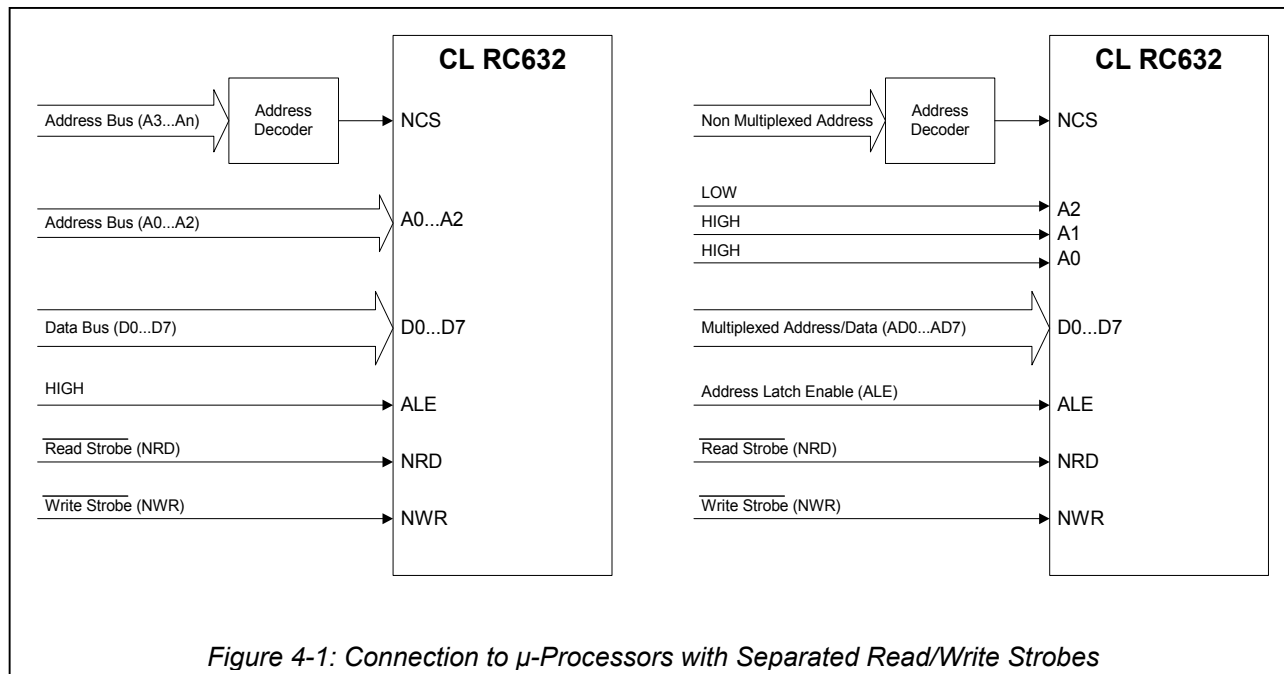 CL RC632
Address Bus (A3...An)
Address
Decoder
NCS
Address Bus (A0...A2)
A0...A2
Data Bus (D0...D7)
D0...D7
HIGH
ALE
Read Strobe (NRD)
NRD
Write Strobe (NWR)
NWR
CL RC632
Non Multiplexed Address
Address
Decoder
NCS
LOW
A2
HIGH
A1
HIGH
A0
Multiplexed Address/Data (AD0...AD7)
D0...D7
Address Latch Enable (ALE)
ALE
Read Strobe (NRD)
NRD
Write Strobe (NWR)
NWR
Figure 4-1: Connection to µ-Processors with Separated Read/Write Strobes